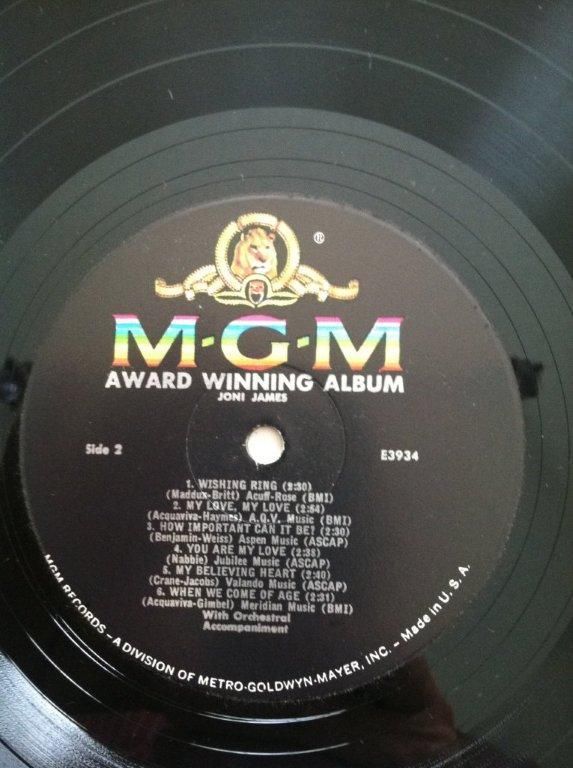 ®
M·G·M
AWARD WINNING ALBUM
JONI JAMES
Side 2
E3934
1. WISHING RING (2:30)
(Maddux-Britt) Acuff-Rose (BMI)
2. MY LOVE, MY LOVE (2:54)
(Acquaviva-Haymes) A.Q.V. Music (BMI)
3. HOW IMPORTANT CAN IT BE? (2:30)
(Benjamin-Weiss) Aspen Music (ASCAP)
4. YOU ARE MY LOVE (2:38)
(Nabbie) Jubilee Music (ASCAP)
5. MY BELIEVING HEART (2:40)
(Crane-Jacobs) Valando Music (ASCAP)
6. WHEN WE COME OF AGE (2:31)
(Acquaviva-Gimbel) Meridian Music (BMI)
With Orchestral
Accompaniment
MGM RECORDS – A DIVISION OF METRO-GOLDWYN-MAYER, INC. – Made in U. S. A.